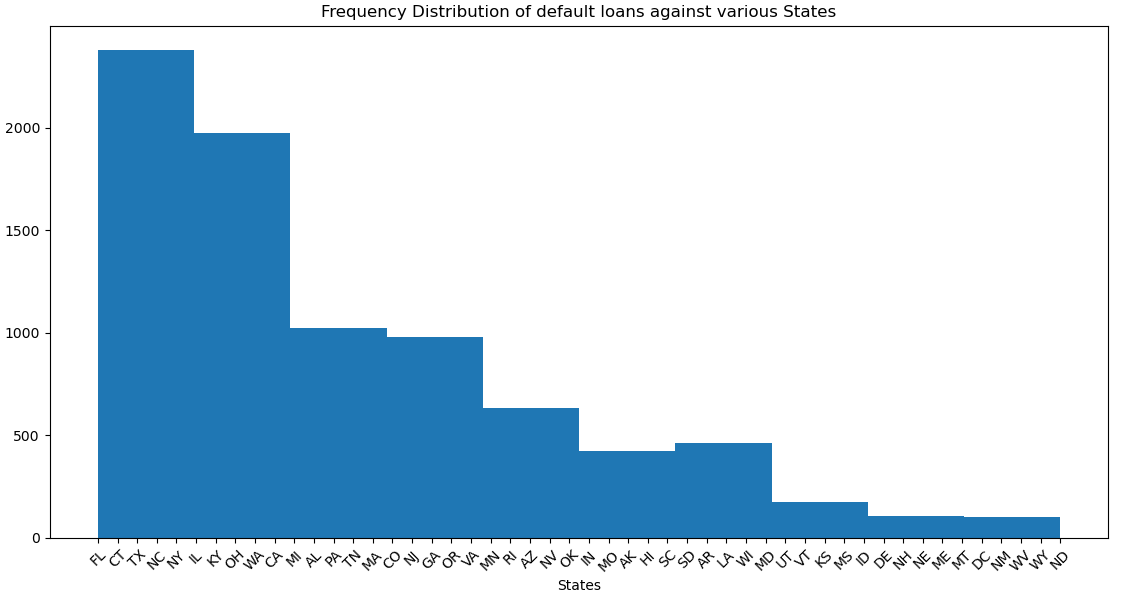 Frequency Distribution of default loans against various States
2000
1500
1000
500
0
FL CT TX NC NY IL KY OH WA CA MI AL PA TN MA CO NJ GA OR VA MN RI AZ NV OK IN MO AK HI SC SD AR LA WI MD UT VT KS MS ID DE NH NE ME MT DC NM WV WY ND
States